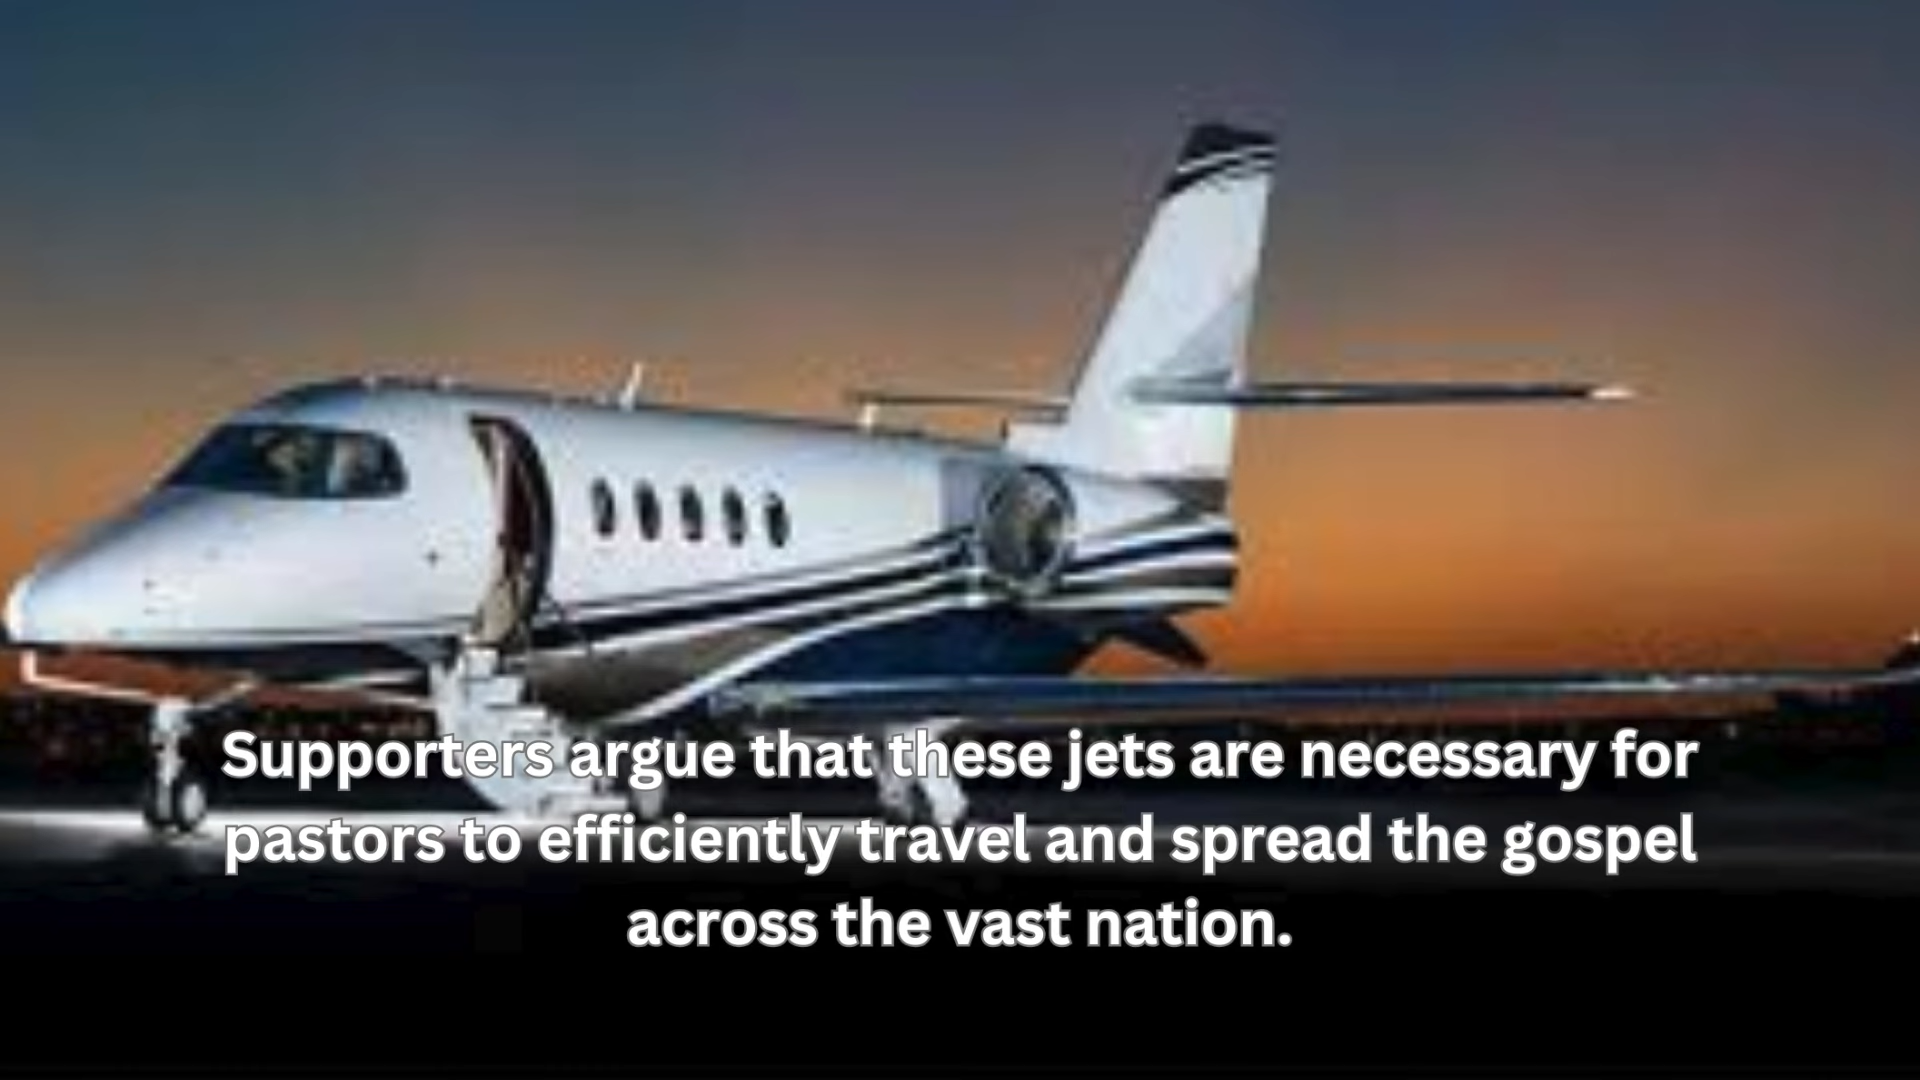 Supporters argue that these jets are necessary for
pastors to efficiently travel and spread the gospel
across the vast nation.